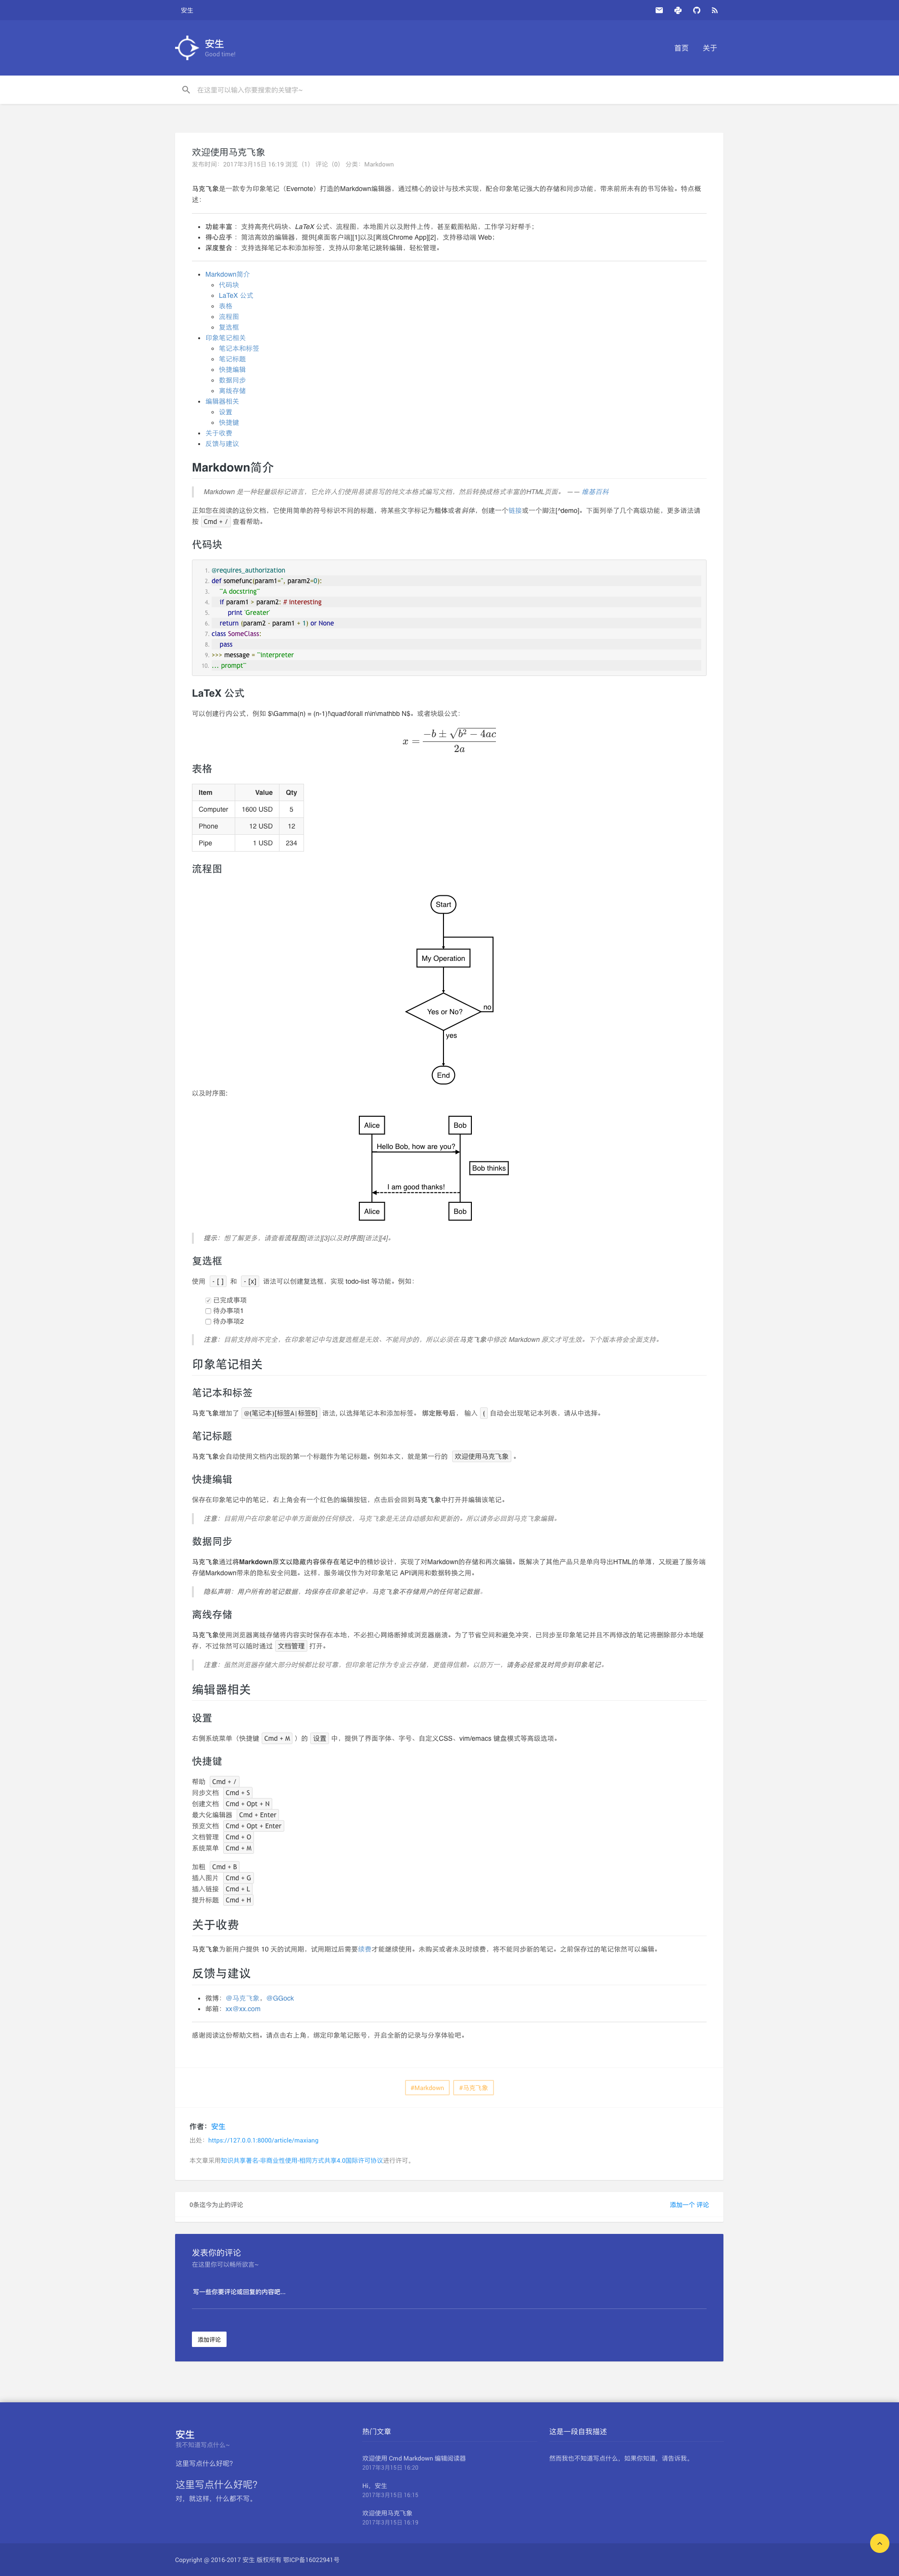 安生
安生
Good time!
首页 关于
在这里可以输入你要搜索的关键字~
欢迎使用马克飞象
发布时间：2017年3月15日 16:19 浏览（1） 评论（0） 分类：Markdown
马克飞象是一款专为印象笔记（Evernote）打造的Markdown编辑器，通过精心的设计与技术实现，配合印象笔记强大的存储和同步功能，带来前所未有的书写体验。特点概
述：
功能丰富 ：支持高亮代码块、LaTeX 公式、流程图，本地图片以及附件上传，甚至截图粘贴，工作学习好帮手；
得心应手 ：简洁高效的编辑器，提供[桌面客户端][1]以及[离线Chrome App][2]，支持移动端 Web；
深度整合 ：支持选择笔记本和添加标签，支持从印象笔记跳转编辑，轻松管理。
Markdown简介
代码块
LaTeX 公式
表格
流程图
复选框
印象笔记相关
笔记本和标签
笔记标题
快捷编辑
数据同步
离线存储
编辑器相关
设置
快捷键
关于收费
反馈与建议
Markdown简介
Markdown 是一种轻量级标记语言，它允许人们使用易读易写的纯文本格式编写文档，然后转换成格式丰富的HTML页面。 —— 维基百科
正如您在阅读的这份文档，它使用简单的符号标识不同的标题，将某些文字标记为粗体或者斜体，创建一个链接或一个脚注[^demo]。下面列举了几个高级功能，更多语法请
按 Cmd + / 查看帮助。
代码块
1. @requires_authorization
2. def somefunc(param1='', param2=0):
3. '''A docstring'''
4. if param1 > param2: # interesting
5. print 'Greater'
6. return (param2 - param1 + 1) or None
7. class SomeClass:
8. pass
9. >>> message = '''interpreter
10. ... prompt'''
LaTeX 公式
可以创建行内公式，例如 $\Gamma(n) = (n-1)!\quad\forall n\in\mathbb N$。或者块级公式：
x = (−b ± √(b² − 4ac)) / 2a
表格
Item Value Qty
Computer 1600 USD 5
Phone 12 USD 12
Pipe 1 USD 234
流程图
Start
My Operation
Yes or No?
no
yes
End
以及时序图：
Alice Bob
Hello Bob, how are you?
Bob thinks
I am good thanks!
Alice Bob
提示：想了解更多，请查看流程图[语法][3]以及时序图[语法][4]。
复选框
使用 - [ ] 和 - [x] 语法可以创建复选框，实现 todo-list 等功能。例如：
已完成事项
待办事项1
待办事项2
注意：目前支持尚不完全，在印象笔记中勾选复选框是无效、不能同步的，所以必须在马克飞象中修改 Markdown 原文才可生效。下个版本将会全面支持。
印象笔记相关
笔记本和标签
马克飞象增加了 @(笔记本)[标签A|标签B] 语法, 以选择笔记本和添加标签。 绑定账号后， 输入 ( 自动会出现笔记本列表，请从中选择。
笔记标题
马克飞象会自动使用文档内出现的第一个标题作为笔记标题。例如本文，就是第一行的 欢迎使用马克飞象 。
快捷编辑
保存在印象笔记中的笔记，右上角会有一个红色的编辑按钮，点击后会回到马克飞象中打开并编辑该笔记。
注意：目前用户在印象笔记中单方面做的任何修改，马克飞象是无法自动感知和更新的。所以请务必回到马克飞象编辑。
数据同步
马克飞象通过将Markdown原文以隐藏内容保存在笔记中的精妙设计，实现了对Markdown的存储和再次编辑。既解决了其他产品只是单向导出HTML的单薄，又规避了服务端
存储Markdown带来的隐私安全问题。这样，服务端仅作为对印象笔记 API调用和数据转换之用。
隐私声明：用户所有的笔记数据，均保存在印象笔记中。马克飞象不存储用户的任何笔记数据。
离线存储
马克飞象使用浏览器离线存储将内容实时保存在本地，不必担心网络断掉或浏览器崩溃。为了节省空间和避免冲突，已同步至印象笔记并且不再修改的笔记将删除部分本地缓
存，不过依然可以随时通过 文档管理 打开。
注意：虽然浏览器存储大部分时候都比较可靠，但印象笔记作为专业云存储，更值得信赖。以防万一，请务必经常及时同步到印象笔记。
编辑器相关
设置
右侧系统菜单（快捷键 Cmd + M ）的 设置 中，提供了界面字体、字号、自定义CSS、vim/emacs 键盘模式等高级选项。
快捷键
帮助 Cmd + /
同步文档 Cmd + S
创建文档 Cmd + Opt + N
最大化编辑器 Cmd + Enter
预览文档 Cmd + Opt + Enter
文档管理 Cmd + O
系统菜单 Cmd + M
加粗 Cmd + B
插入图片 Cmd + G
插入链接 Cmd + L
提升标题 Cmd + H
关于收费
马克飞象为新用户提供 10 天的试用期，试用期过后需要续费才能继续使用。未购买或者未及时续费，将不能同步新的笔记。之前保存过的笔记依然可以编辑。
反馈与建议
微博：@马克飞象，@GGock
邮箱：xx@xx.com
感谢阅读这份帮助文档。请点击右上角，绑定印象笔记账号，开启全新的记录与分享体验吧。
#Markdown #马克飞象
作者：安生
出处：https://127.0.0.1:8000/article/maxiang
本文章采用知识共享署名-非商业性使用-相同方式共享4.0国际许可协议进行许可。
0条迄今为止的评论 添加一个 评论
发表你的评论
在这里你可以畅所欲言~
写一些你要评论或回复的内容吧...
添加评论
安生
我不知道写点什么~
这里写点什么好呢?
这里写点什么好呢?
对，就这样，什么都不写。
热门文章
欢迎使用 Cmd Markdown 编辑阅读器
2017年3月15日 16:20
Hi，安生
2017年3月15日 16:15
欢迎使用马克飞象
2017年3月15日 16:19
这是一段自我描述
然而我也不知道写点什么，如果你知道，请告诉我。
Copyright @ 2016-2017 安生 版权所有 鄂ICP备16022941号